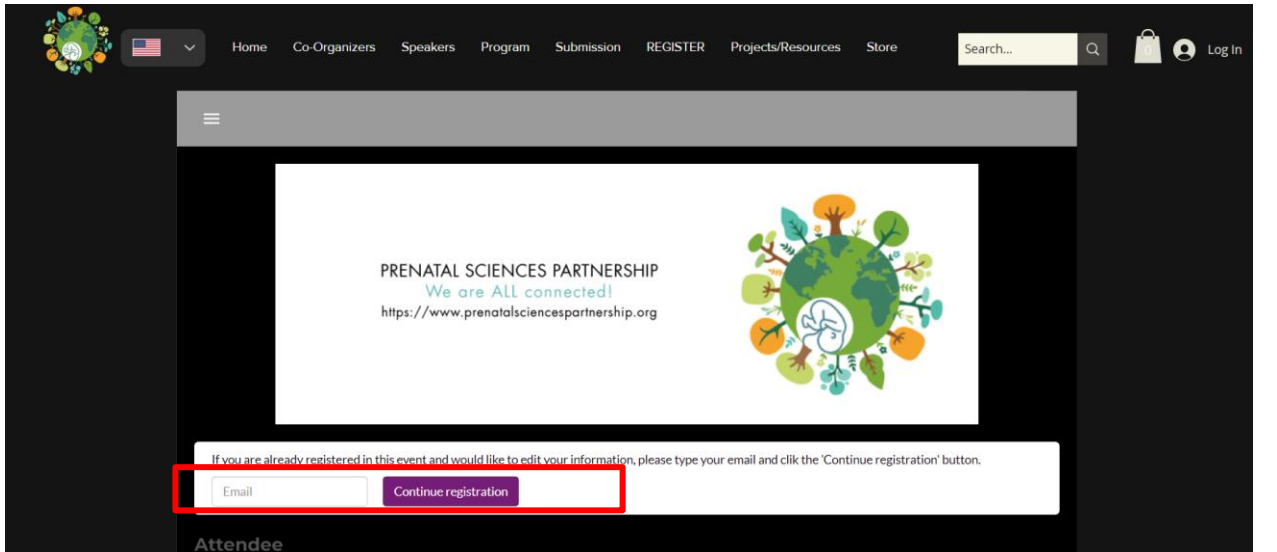 Home Co-Organizers Speakers Program Submission REGISTER Projects/Resources Store Search... 0 Log In
PRENATAL SCIENCES PARTNERSHIP
We are ALL connected!
https://www.prenatalsciencespartnership.org
If you are already registered in this event and would like to edit your information, please type your email and clik the 'Continue registration' button.
Email Continue registration
Attendee